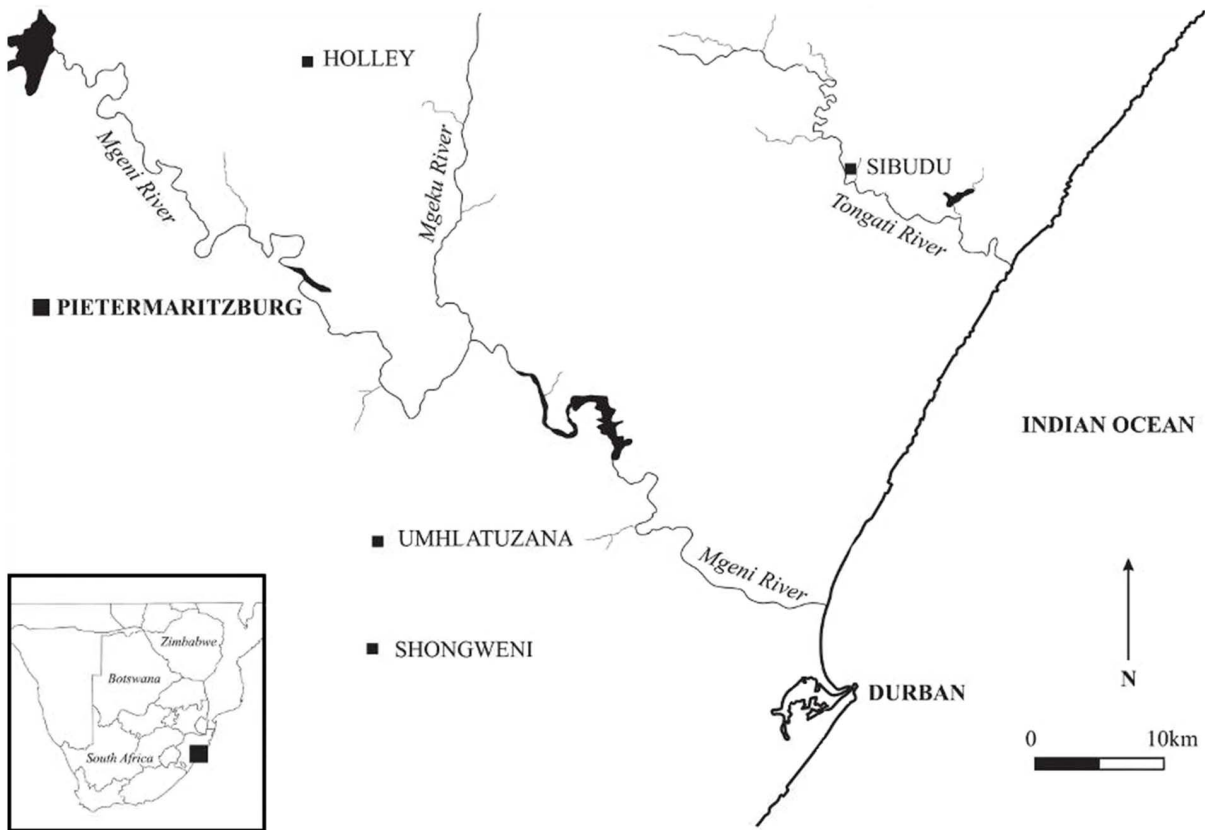 HOLLEY
Mgeni River
Mgeku River
SIBUDU
Tongati River
PIETERMARITZBURG
INDIAN OCEAN
UMHLATUZANA
Mgeni River
SHONGWENI
DURBAN
N
0 10km
Zimbabwe
Botswana
South Africa